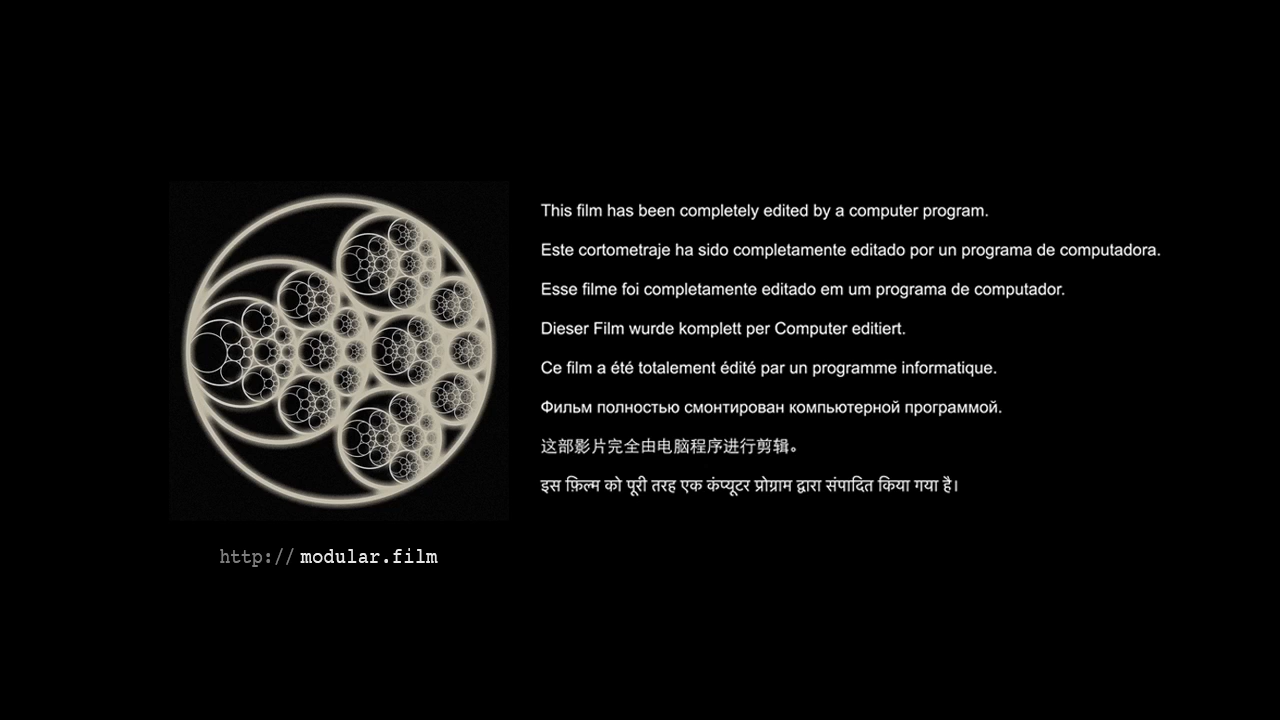 This film has been completely edited by a computer program.
Este cortometraje ha sido completamente editado por un programa de computadora.
Esse filme foi completamente editado em um programa de computador.
Dieser Film wurde komplett per Computer editiert.
Ce film a été totalement édité par un programme informatique.
Фильм полностью смонтирован компьютерной программой.
这部影片完全由电脑程序进行剪辑。
इस फ़िल्म को पूरी तरह एक कंप्यूटर प्रोग्राम द्वारा संपादित किया गया है।
http:// modular.film